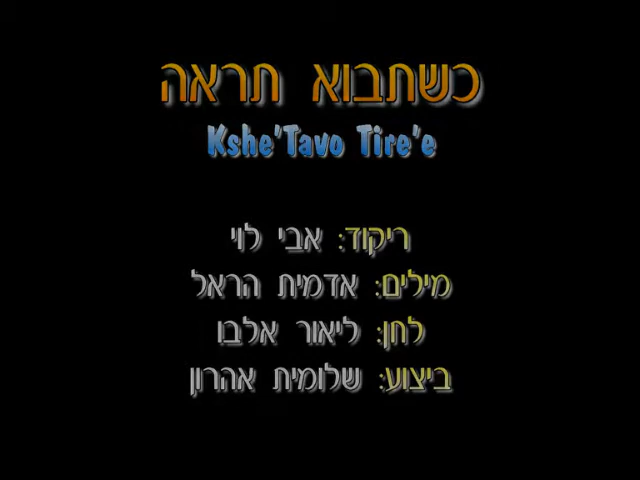 כשתבוא תראה
Kshe'Tavo Tire'e
ריקוד: אבי לוי
מילים: אדמית הראל
לחן: ליאור אלבו
ביצוע: שלומית אהרון